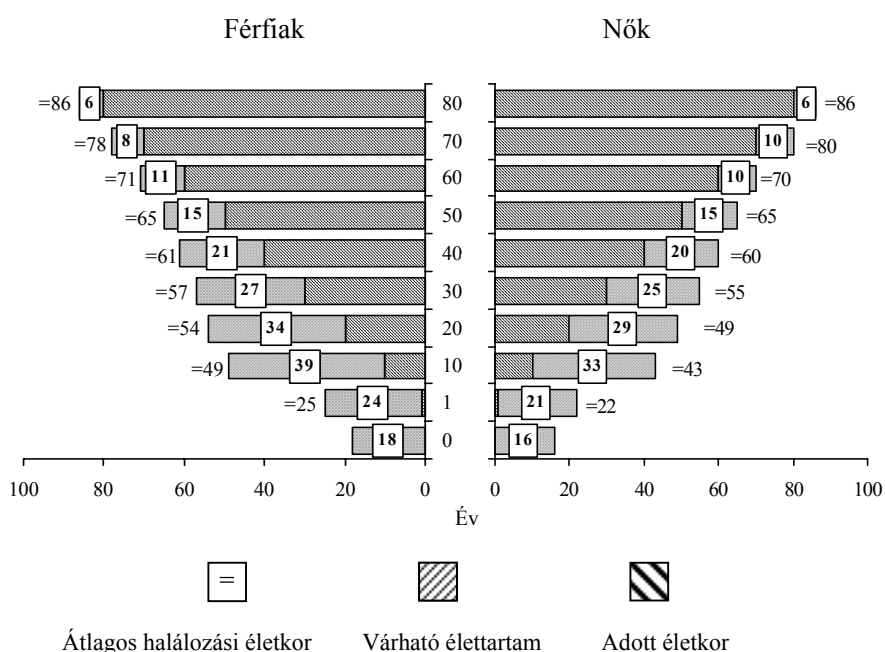 Férfiak Nők
=86 6 80 6 =86
=78 8 70 10 =80
=71 11 60 10 =70
=65 15 50 15 =65
=61 21 40 20 =60
=57 27 30 25 =55
=54 34 20 29 =49
=49 39 10 33 =43
=25 24 1 21 =22
18 0 16
100 80 60 40 20 0 0 20 40 60 80 100
Év
=
Átlagos halálozási életkor Várható élettartam Adott életkor